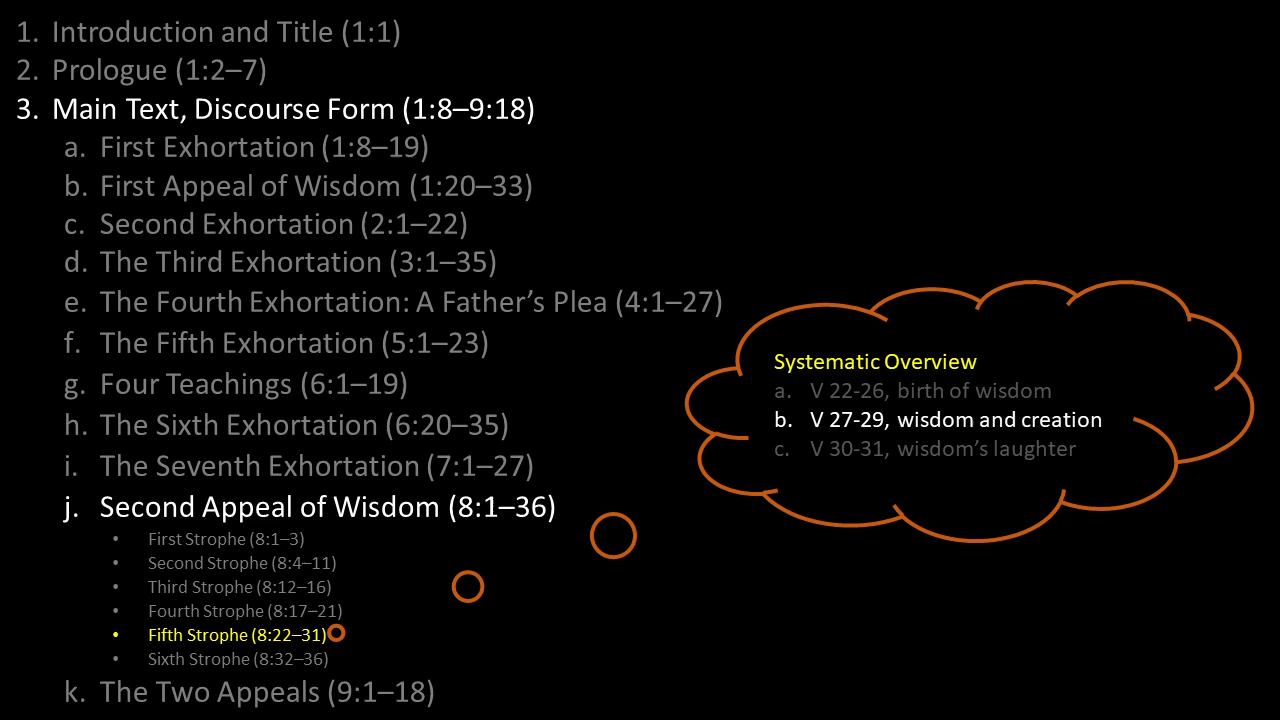 1. Introduction and Title (1:1)
2. Prologue (1:2–7)
3. Main Text, Discourse Form (1:8–9:18)
a. First Exhortation (1:8–19)
b. First Appeal of Wisdom (1:20–33)
c. Second Exhortation (2:1–22)
d. The Third Exhortation (3:1–35)
e. The Fourth Exhortation: A Father’s Plea (4:1–27)
f. The Fifth Exhortation (5:1–23)
g. Four Teachings (6:1–19)
h. The Sixth Exhortation (6:20–35)
i. The Seventh Exhortation (7:1–27)
j. Second Appeal of Wisdom (8:1–36)
• First Strophe (8:1–3)
• Second Strophe (8:4–11)
• Third Strophe (8:12–16)
• Fourth Strophe (8:17–21)
• Fifth Strophe (8:22–31)
• Sixth Strophe (8:32–36)
k. The Two Appeals (9:1–18)
Systematic Overview
a. V 22-26, birth of wisdom
b. V 27-29, wisdom and creation
c. V 30-31, wisdom’s laughter